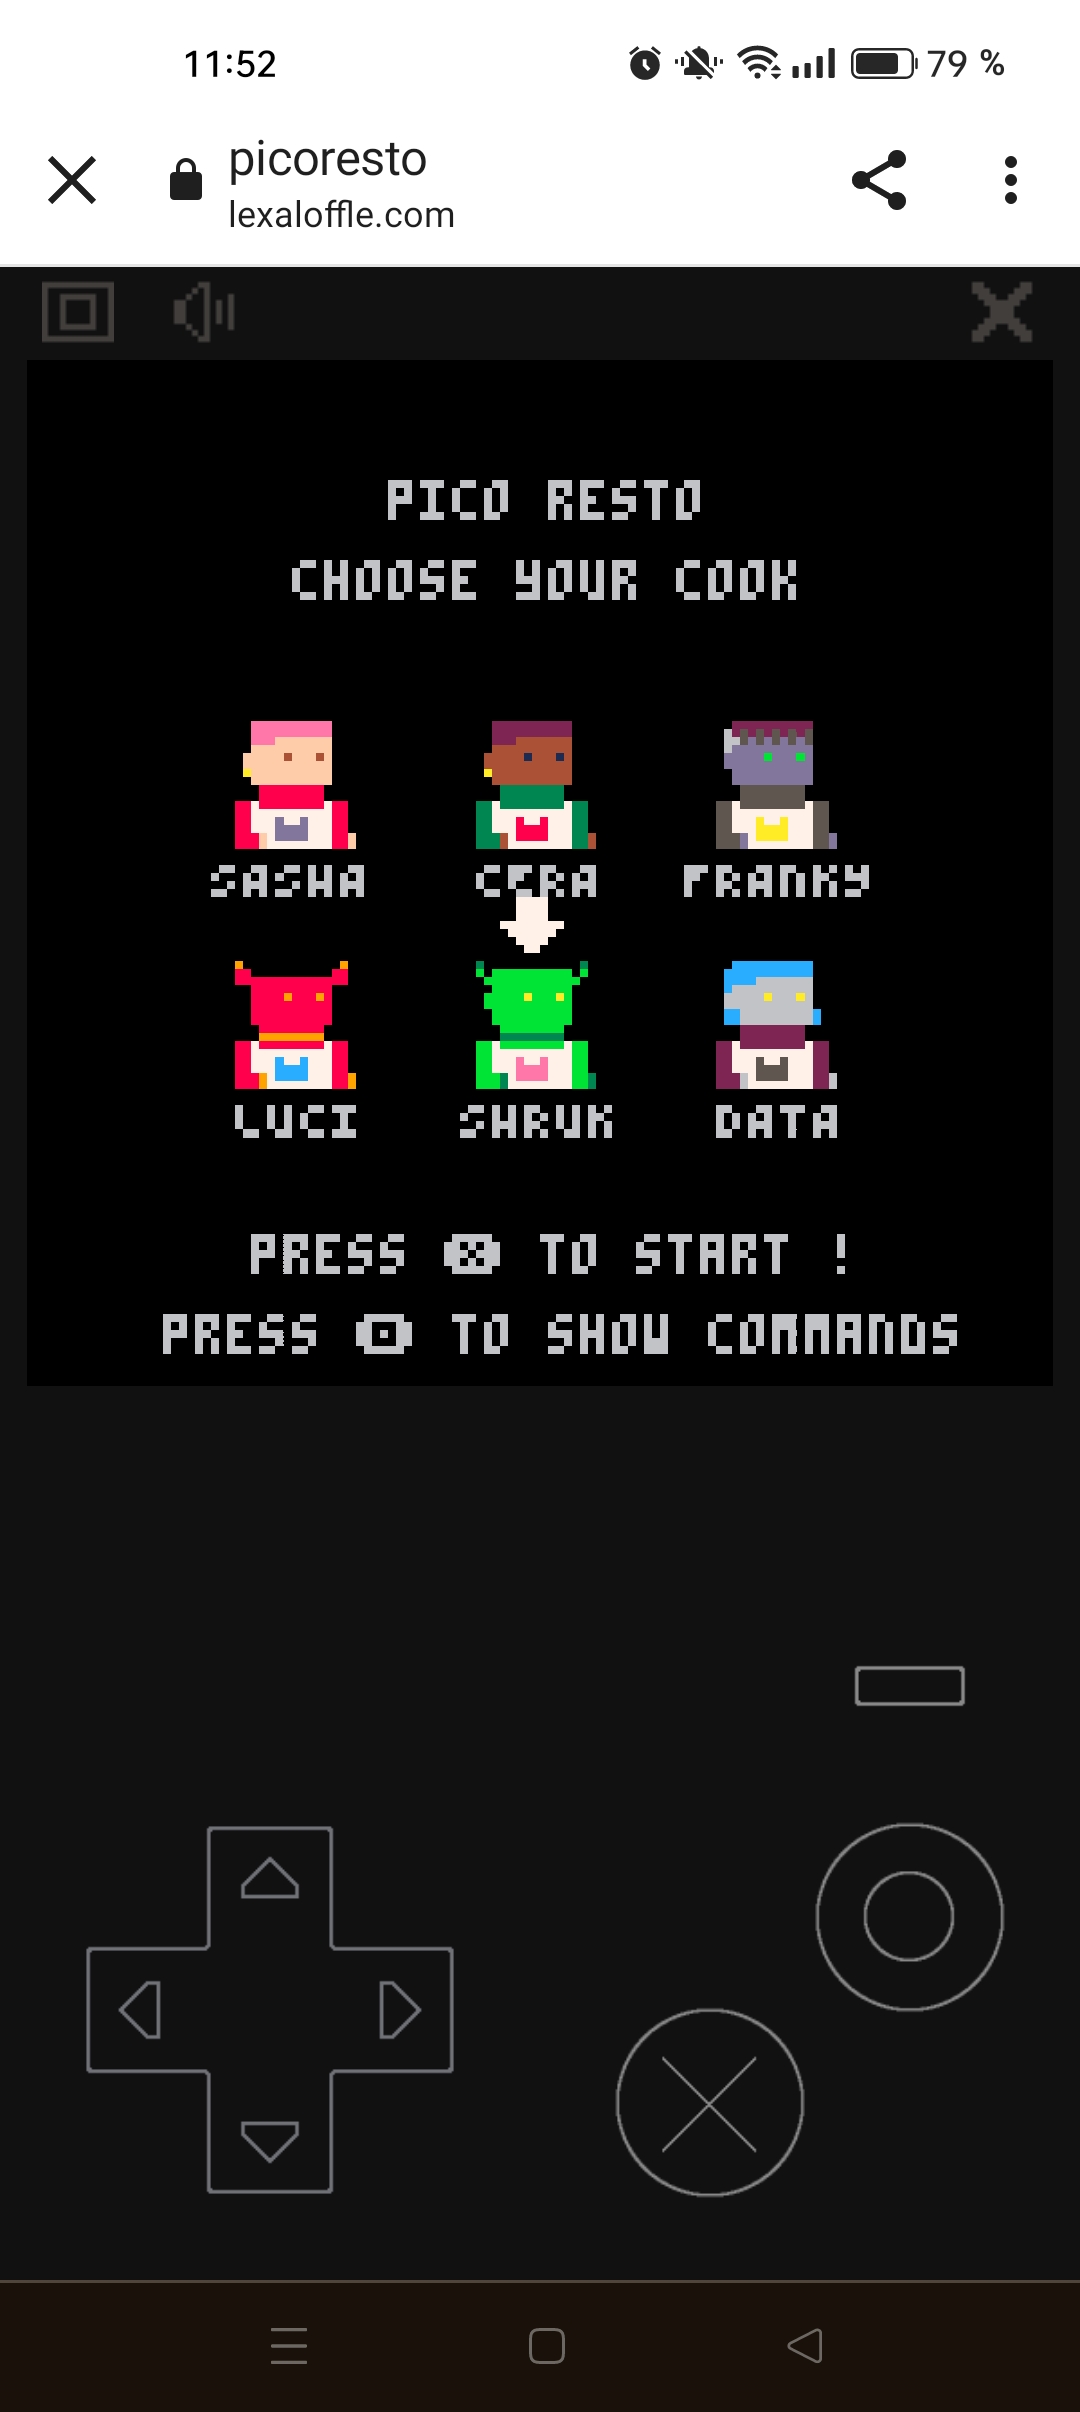 11:52
79 %
picoresto
lexaloffle.com
PICO RESTO
CHOOSE YOUR COOK
SASHA CERA FRANKY
LUCI SHRUK DATA
PRESS ❎ TO START !
PRESS 🅾 TO SHOW COMMANDS